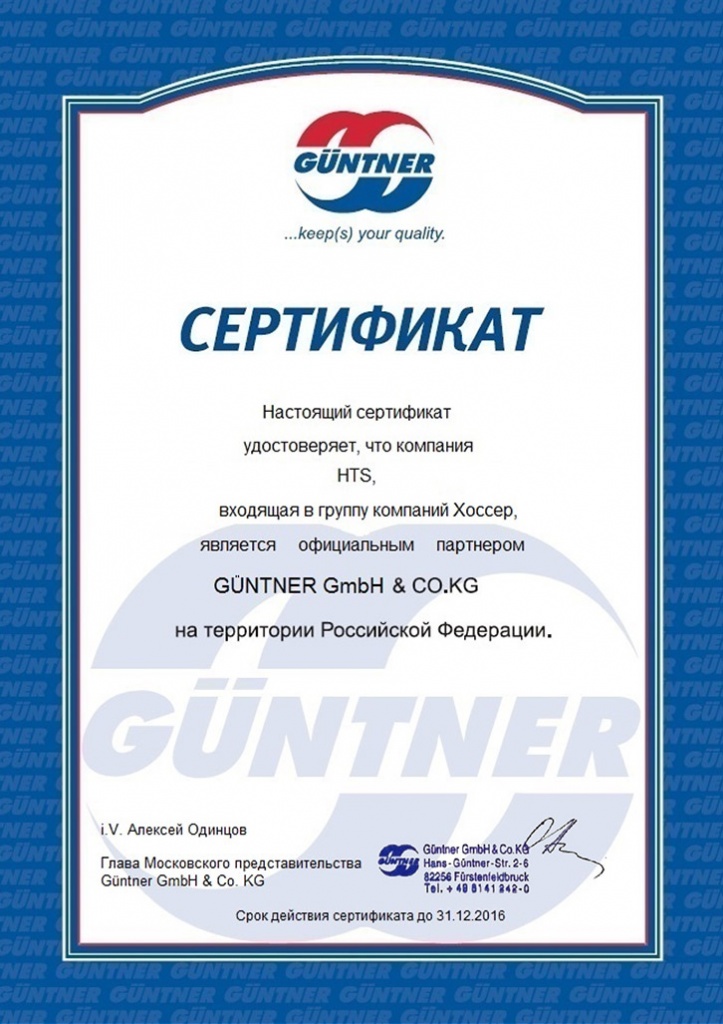 GÜNTNER
...keep(s) your quality.
СЕРТИФИКАТ
Настоящий сертификат
удостоверяет, что компания
HTS,
входящая в группу компаний Хоссер,
является официальным партнером
GÜNTNER GmbH & CO.KG
на территории Российской Федерации.
GÜNTNER
i.V. Алексей Одинцов
Глава Московского представительства
Güntner GmbH & Co. KG
GÜNTNER
Güntner GmbH & Co. KG
Hans-Güntner-Str. 2-6
82256 Fürstenfeldbruck
Tel. + 49 8141 242-0
Срок действия сертификата до 31.12.2016